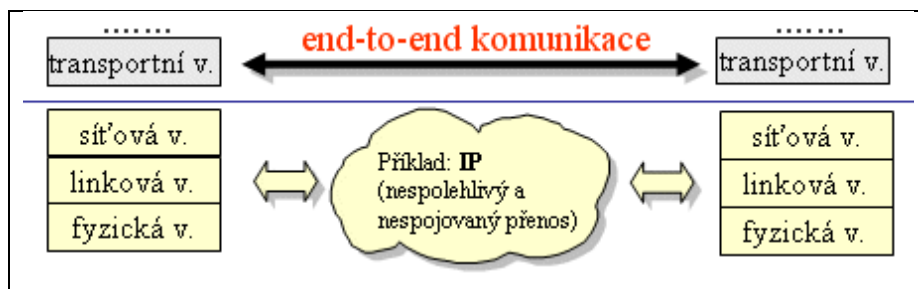 .......
transportní v.
end-to-end komunikace
.......
transportní v.
síťová v.
linková v.
fyzická v.
Příklad: IP
(nespolehlivý a
nespojovaný přenos)
síťová v.
linková v.
fyzická v.